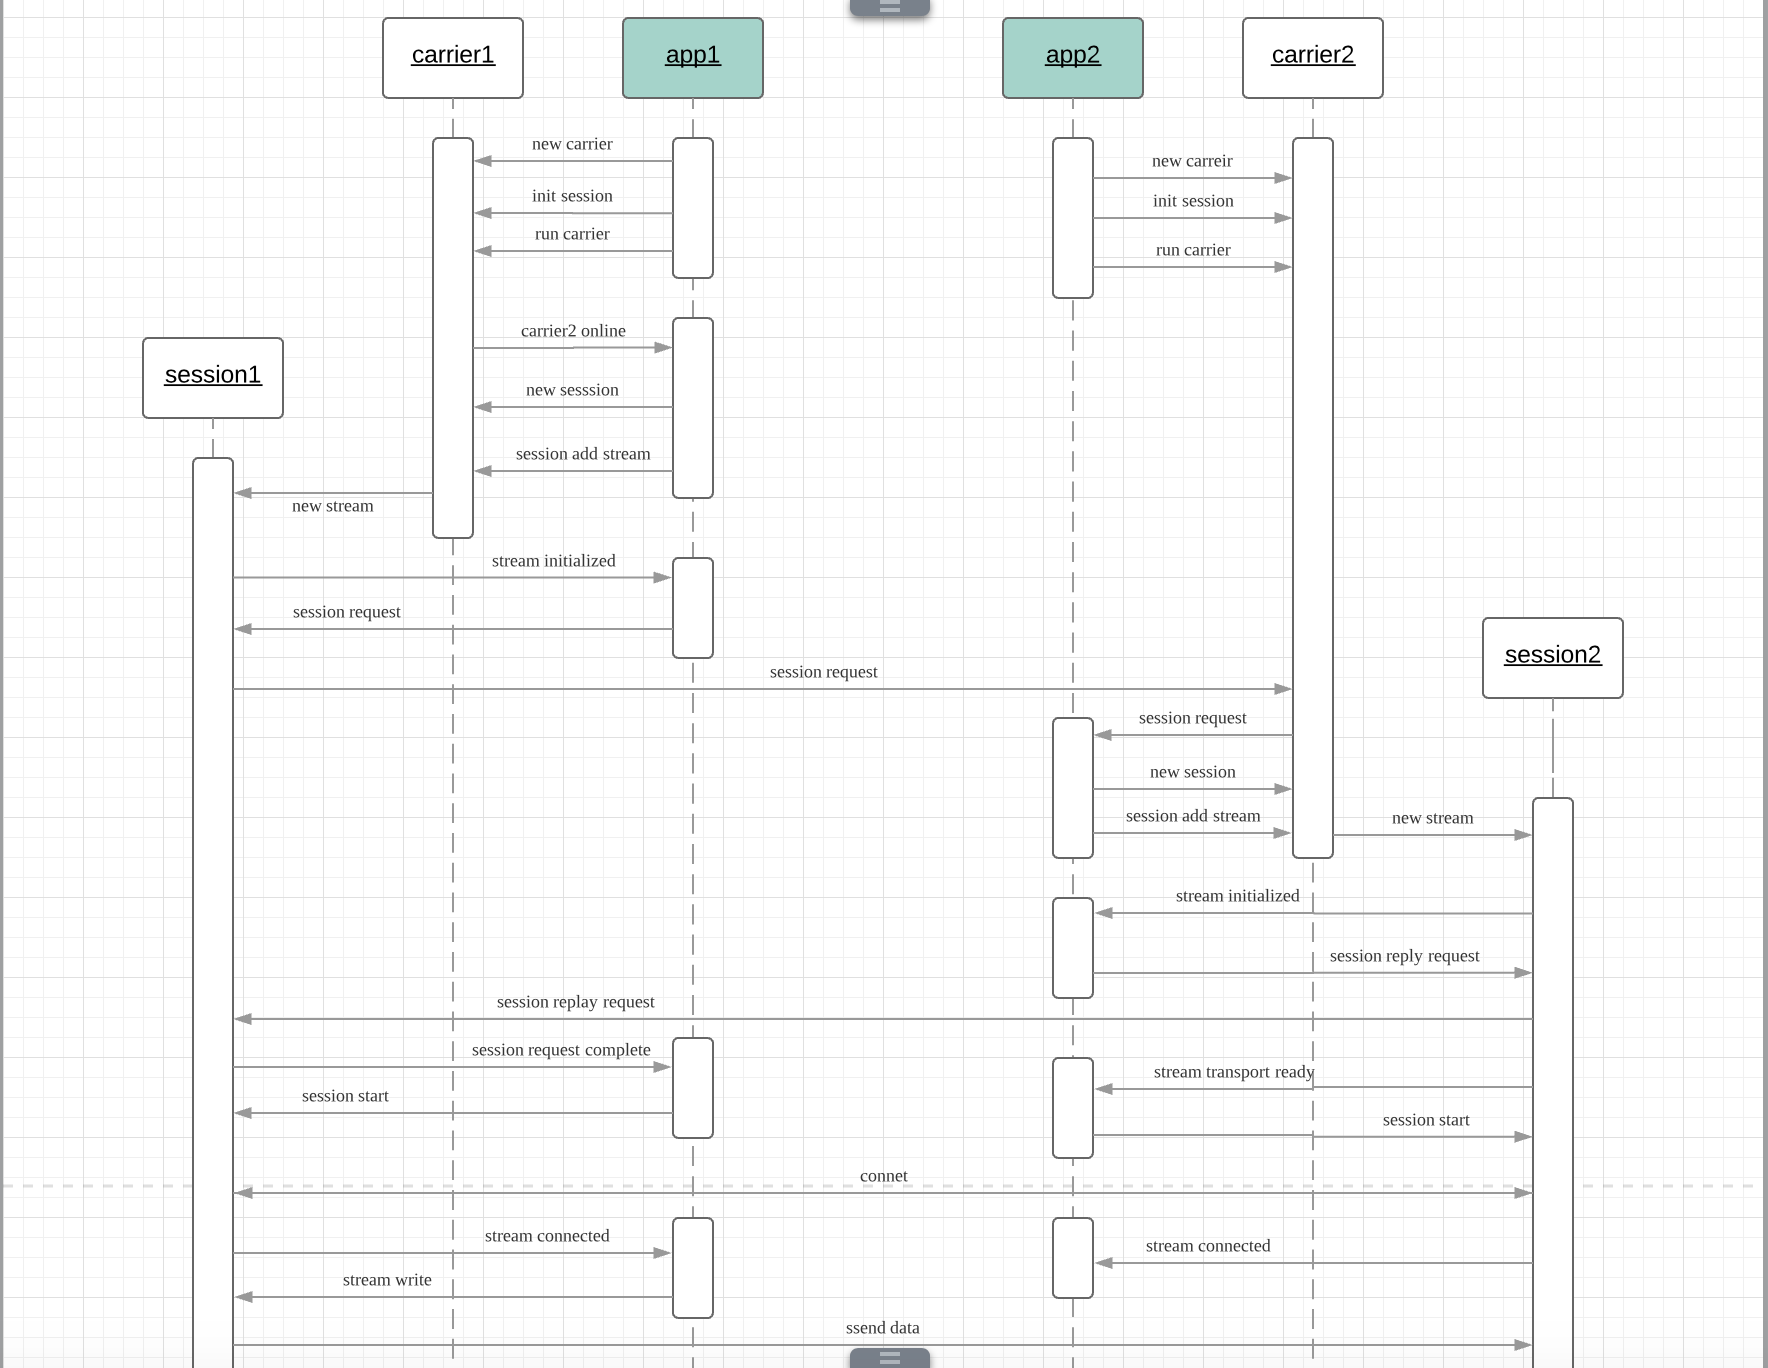 carrier1
app1
app2
carrier2
new carrier
new carreir
init session
init session
run carrier
run carrier
carrier2 online
session1
new sesssion
session add stream
new stream
stream initialized
session request
session2
session request
session request
new session
session add stream
new stream
stream initialized
session reply request
session replay request
session request complete
stream transport ready
session start
session start
connet
stream connected
stream connected
stream write
ssend data